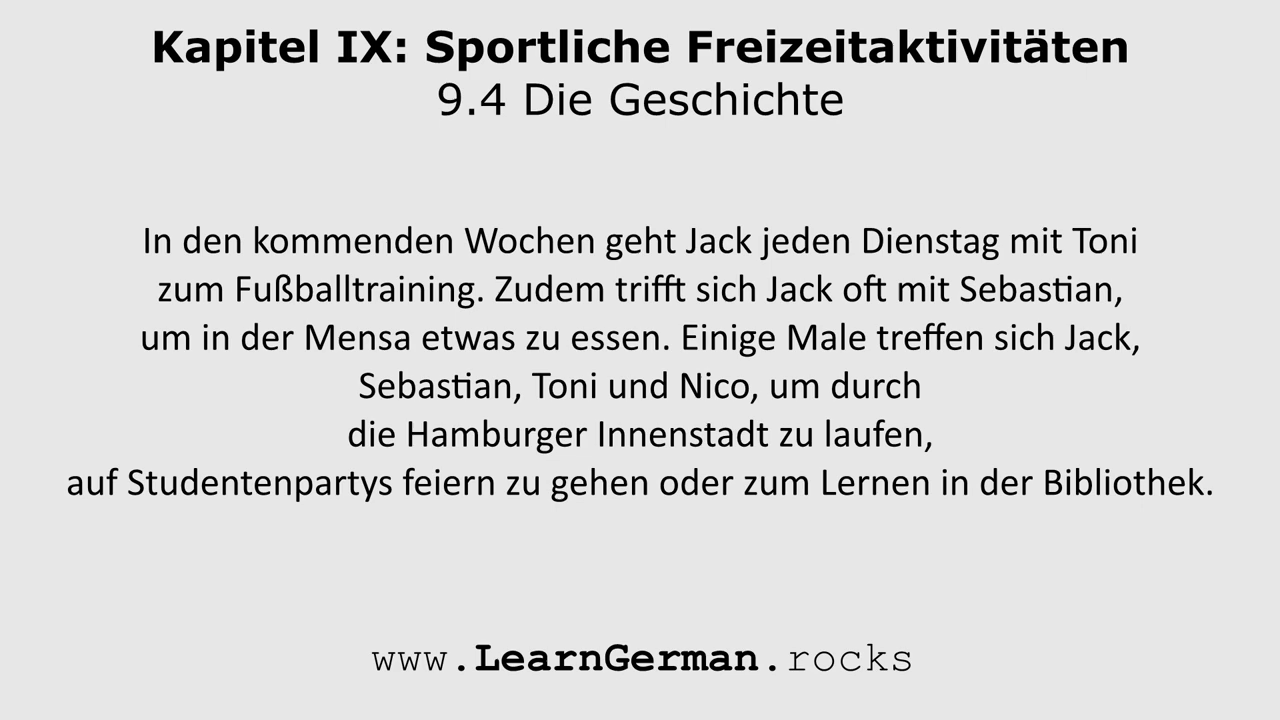 Kapitel IX: Sportliche Freizeitaktivitäten
9.4 Die Geschichte
In den kommenden Wochen geht Jack jeden Dienstag mit Toni
zum Fußballtraining. Zudem trifft sich Jack oft mit Sebastian,
um in der Mensa etwas zu essen. Einige Male treffen sich Jack,
Sebastian, Toni und Nico, um durch
die Hamburger Innenstadt zu laufen,
auf Studentenpartys feiern zu gehen oder zum Lernen in der Bibliothek.
www.LearnGerman.rocks